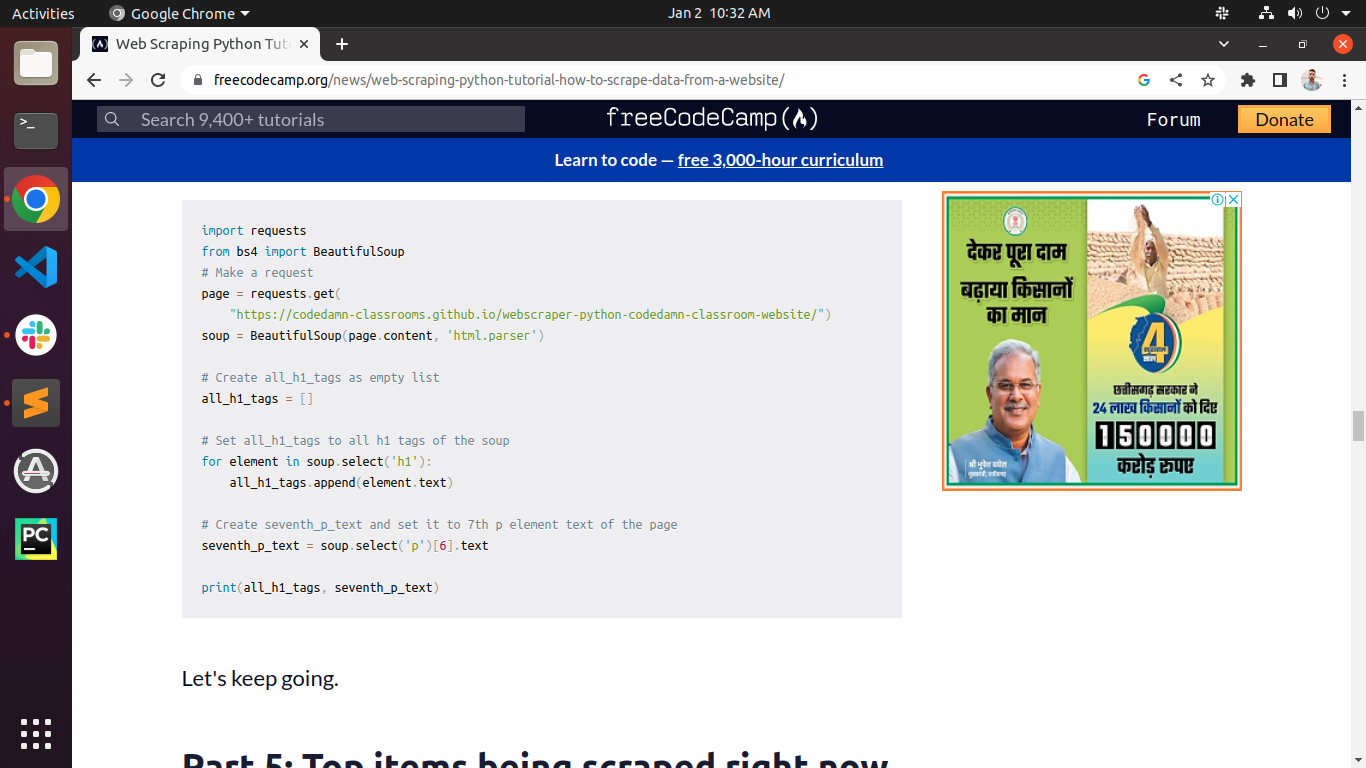 Activities
Google Chrome
Jan 2 10:32 AM
Web Scraping Python Tut
freecodecamp.org/news/web-scraping-python-tutorial-how-to-scrape-data-from-a-website/
Search 9,400+ tutorials
freeCodeCamp
Forum
Donate
Learn to code — free 3,000-hour curriculum
import requests
from bs4 import BeautifulSoup
# Make a request
page = requests.get(
    "https://codedamn-classrooms.github.io/webscraper-python-codedamn-classroom-website/")
soup = BeautifulSoup(page.content, 'html.parser')
# Create all_h1_tags as empty list
all_h1_tags = []
# Set all_h1_tags to all h1 tags of the soup
for element in soup.select('h1'):
    all_h1_tags.append(element.text)
# Create seventh_p_text and set it to 7th p element text of the page
seventh_p_text = soup.select('p')[6].text
print(all_h1_tags, seventh_p_text)
Let's keep going.
Part 5: Top items being scraped right now
देकर पूरा दाम
बढ़ाया किसानों
का मान
श्री भूपेश बघेल
मुख्यमंत्री, छत्तीसगढ़
4
साल
छत्तीसगढ़ सरकार ने
24 लाख किसानों को दिए
150000
करोड़ रूपए
>_
PC